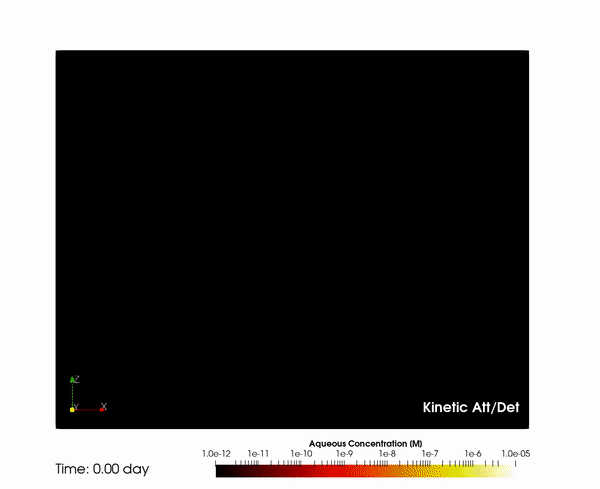 Z
Y
X
Kinetic Att/Det
Aqueous Concentration [M]
1.0e-12 1e-11 1e-10 1e-9 1e-8 1e-7 1e-6 1.0e-05
Time: 0.00 day